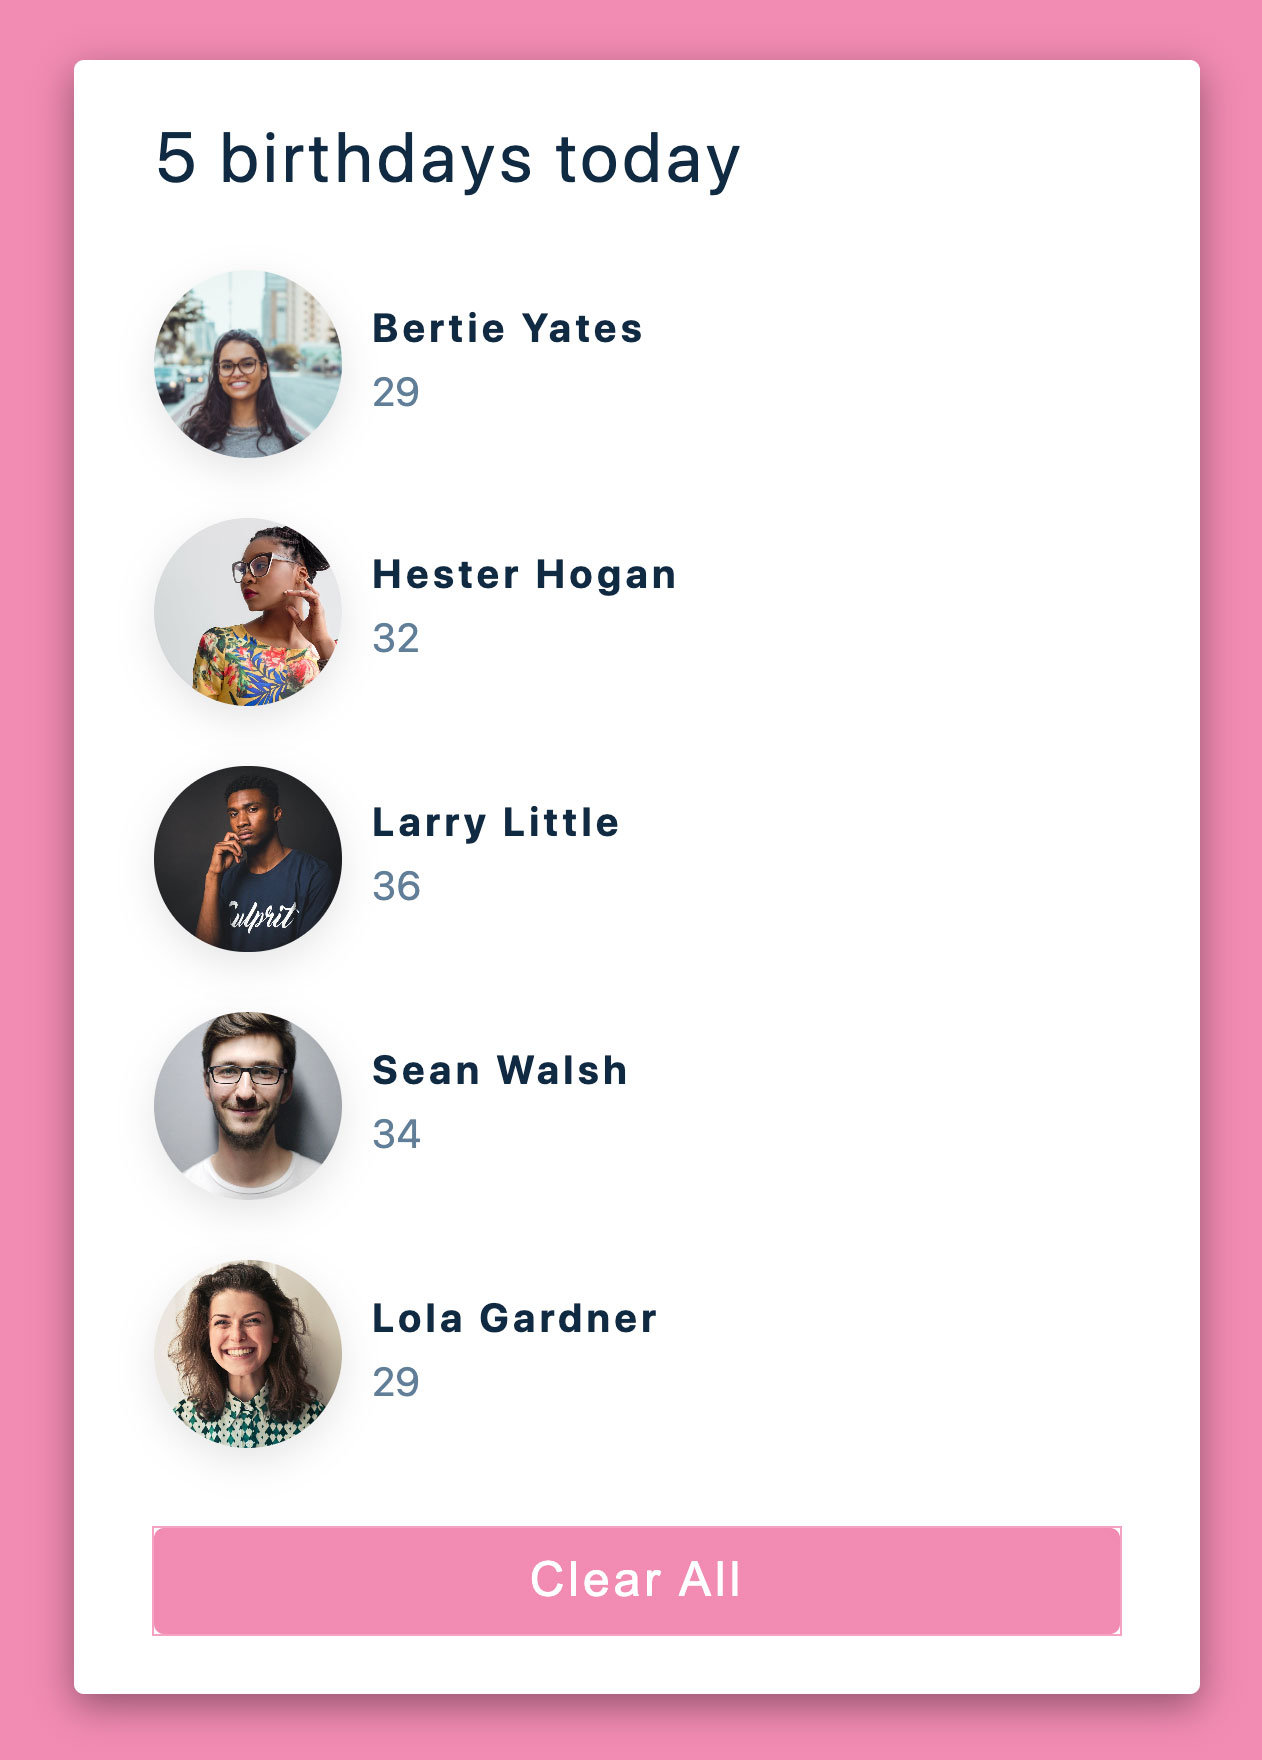 5 birthdays today
Bertie Yates
29
Hester Hogan
32
Larry Little
36
Culprit
Sean Walsh
34
Lola Gardner
29
Clear All